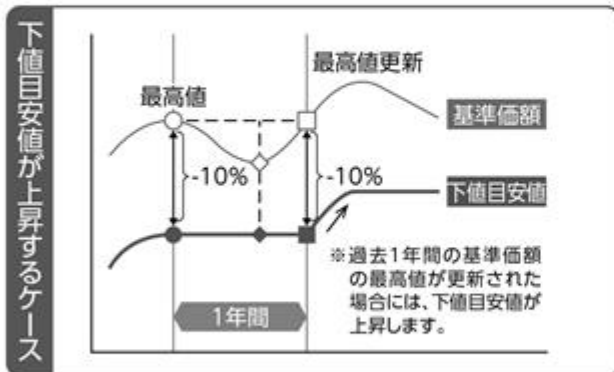 下値目安値が上昇するケース
最高値更新
最高値
基準価額
-10%
-10%
下値目安値
※過去1年間の基準価額
の最高値が更新された
場合には、下値目安値が
上昇します。
1年間